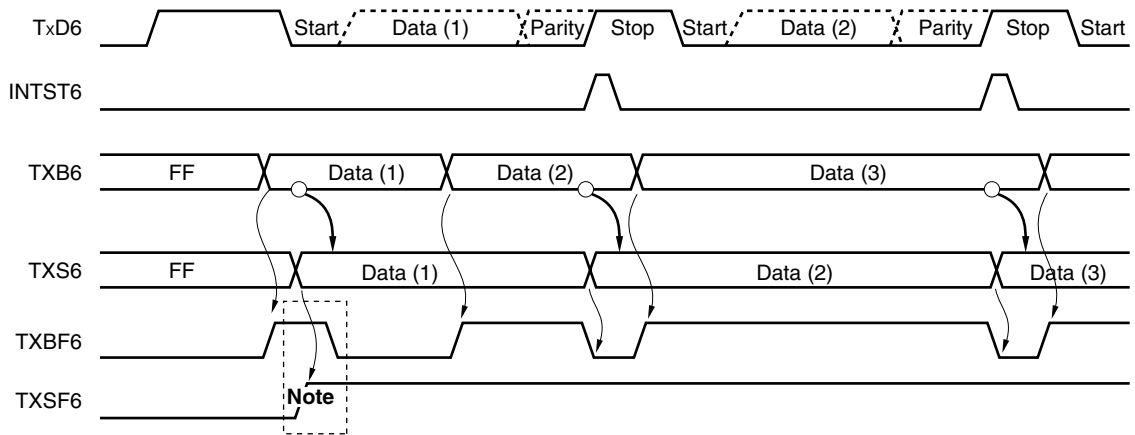 TxD6 Start Data (1) Parity Stop Start Data (2) Parity Stop Start
INTST6
TXB6 FF Data (1) Data (2) Data (3)
TXS6 FF Data (1) Data (2) Data (3)
TXBF6
TXSF6 Note